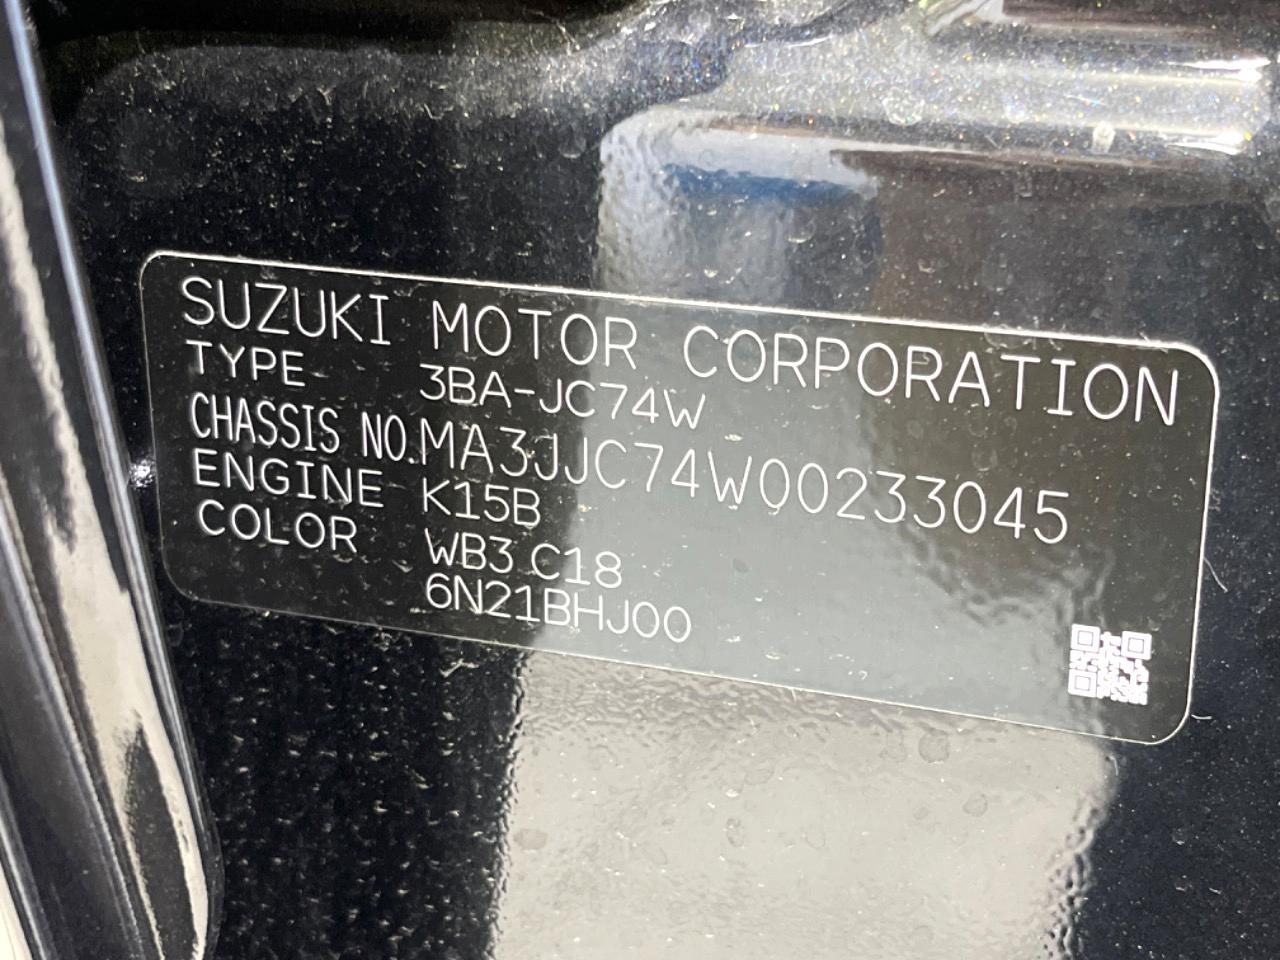 SUZUKI MOTOR CORPORATION
TYPE 3BA-JC74W
CHASSIS NO. MA3JJC74W00233045
ENGINE K15B
COLOR WB3 C18
6N21BHJ00